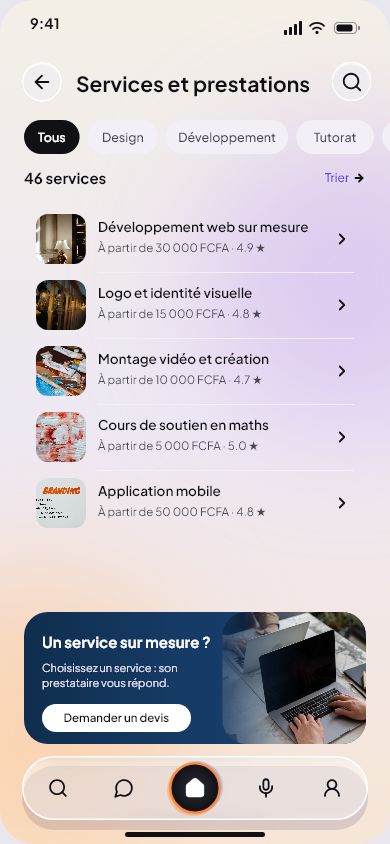 9:41
Services et prestations
Tous
Design
Développement
Tutorat
46 services
Trier →
Développement web sur mesure
À partir de 30 000 FCFA · 4.9 ★
Logo et identité visuelle
À partir de 15 000 FCFA · 4.8 ★
Montage vidéo et création
À partir de 10 000 FCFA · 4.7 ★
Cours de soutien en maths
À partir de 5 000 FCFA · 5.0 ★
BRANDING
Application mobile
À partir de 50 000 FCFA · 4.8 ★
Un service sur mesure ?
Choisissez un service : son
prestataire vous répond.
Demander un devis